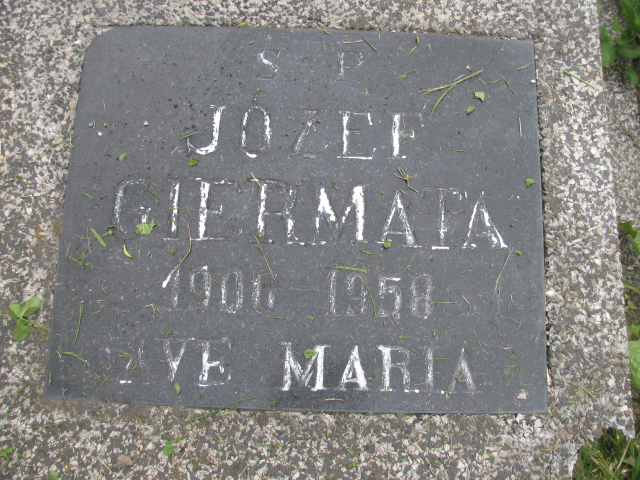 S P
JÓZEF
GIERMATA
1900 - 1958
AVE MARIA